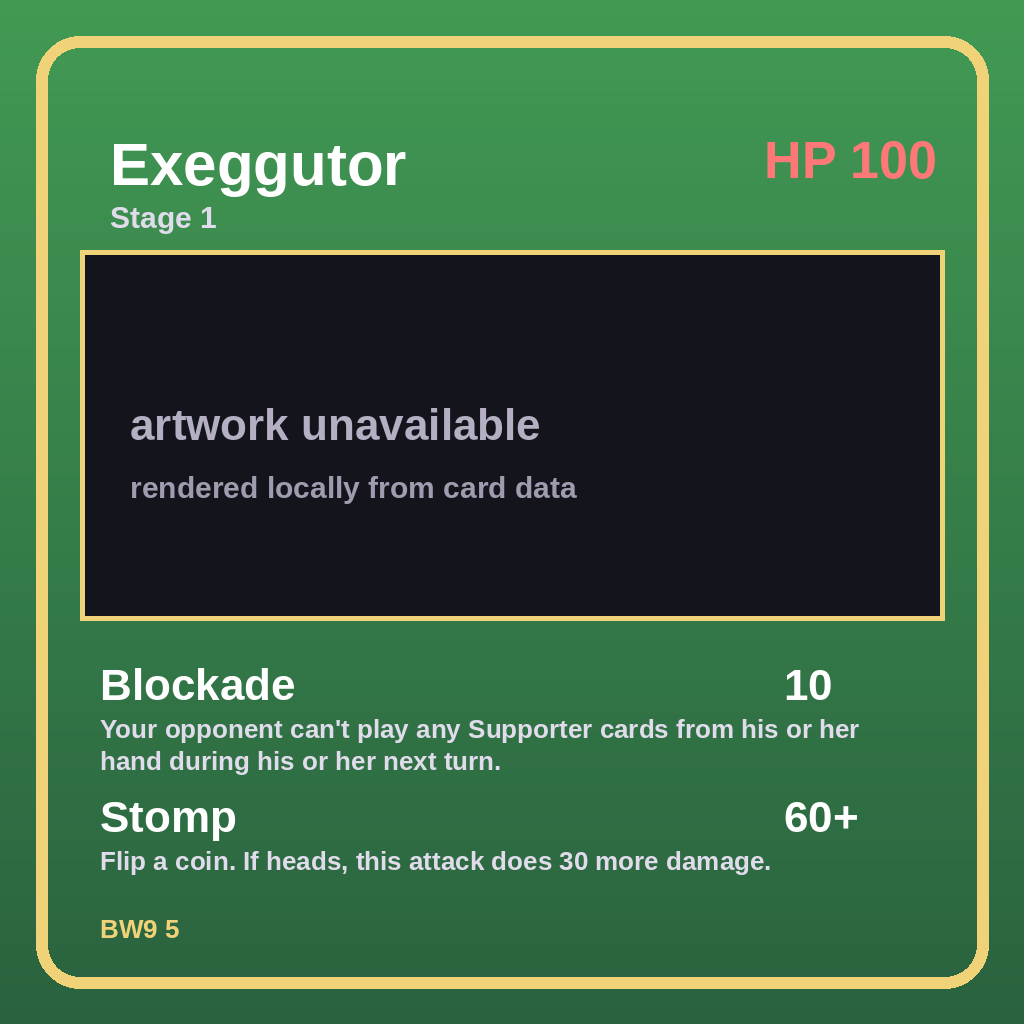 Exeggutor
HP 100
Stage 1
artwork unavailable
rendered locally from card data
Blockade 10
Your opponent can't play any Supporter cards from his or her
hand during his or her next turn.
Stomp 60+
Flip a coin. If heads, this attack does 30 more damage.
BW9 5